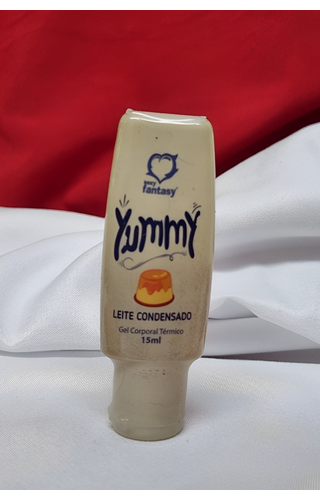 sexy
fantasy®
Yummy
LEITE CONDENSADO
Gel Corporal Térmico
15ml